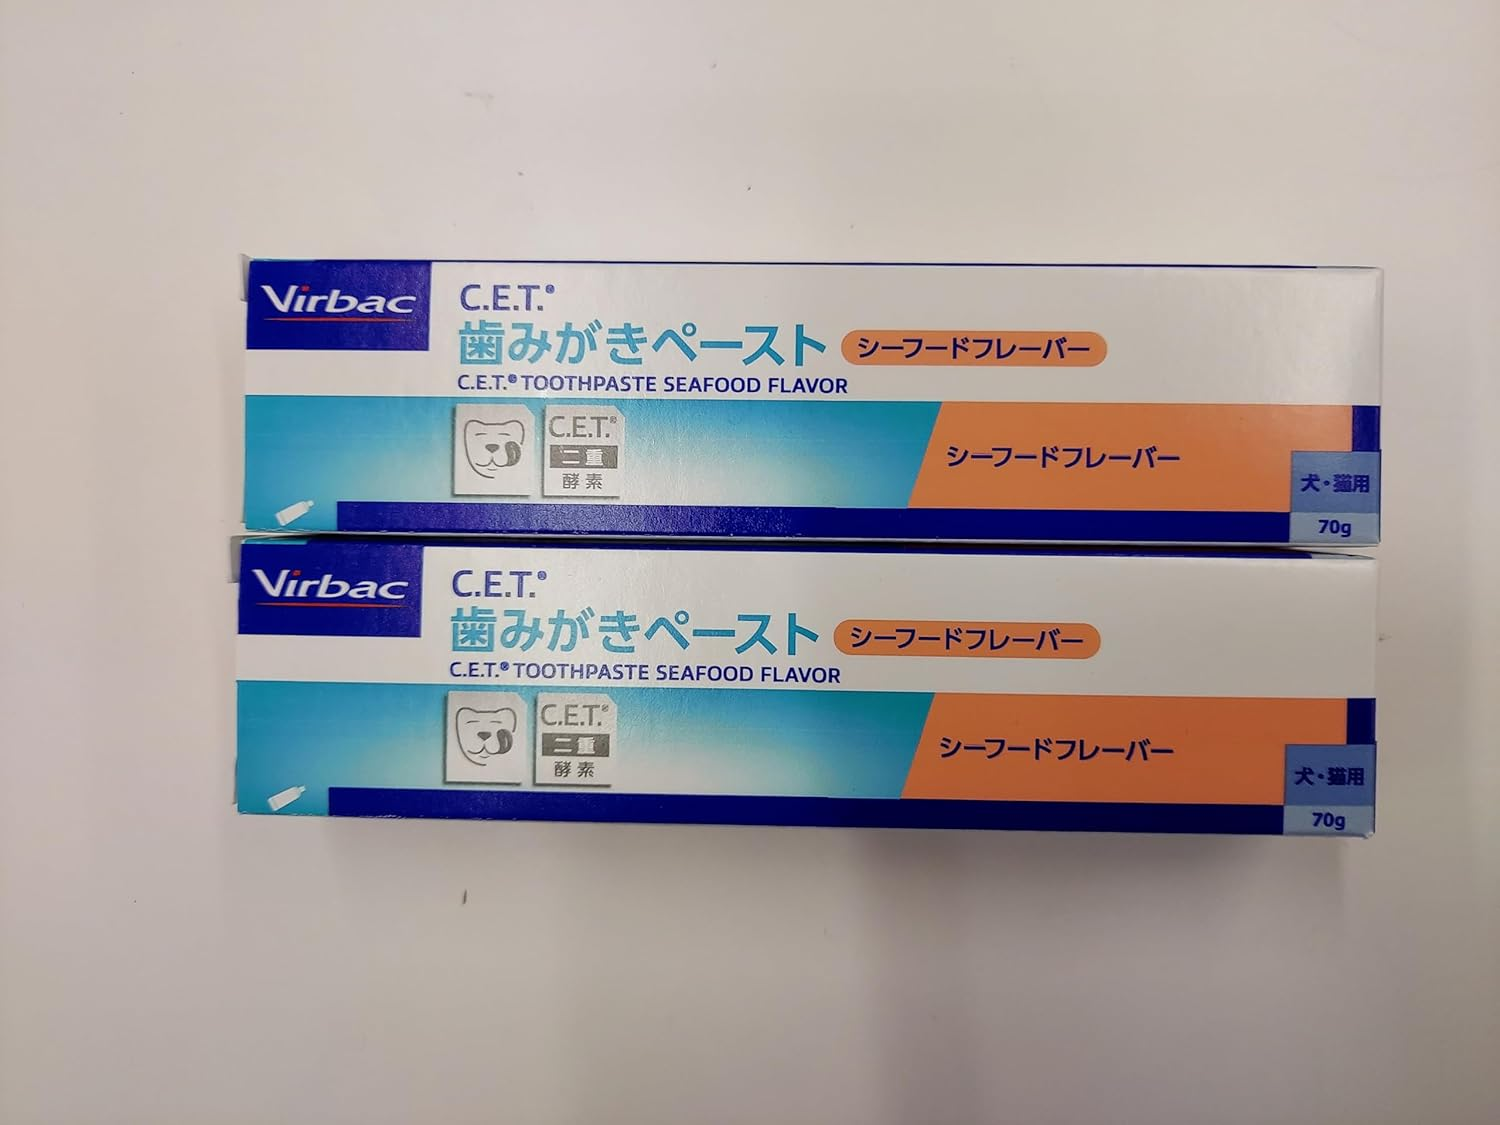 Virbac
C.E.T.®
歯みがきペースト シーフードフレーバー
C.E.T.® TOOTHPASTE SEAFOOD FLAVOR
C.E.T.®
二重
酵素
シーフードフレーバー
犬・猫用
70g
Virbac
C.E.T.®
歯みがきペースト シーフードフレーバー
C.E.T.® TOOTHPASTE SEAFOOD FLAVOR
C.E.T.®
二重
酵素
シーフードフレーバー
犬・猫用
70g